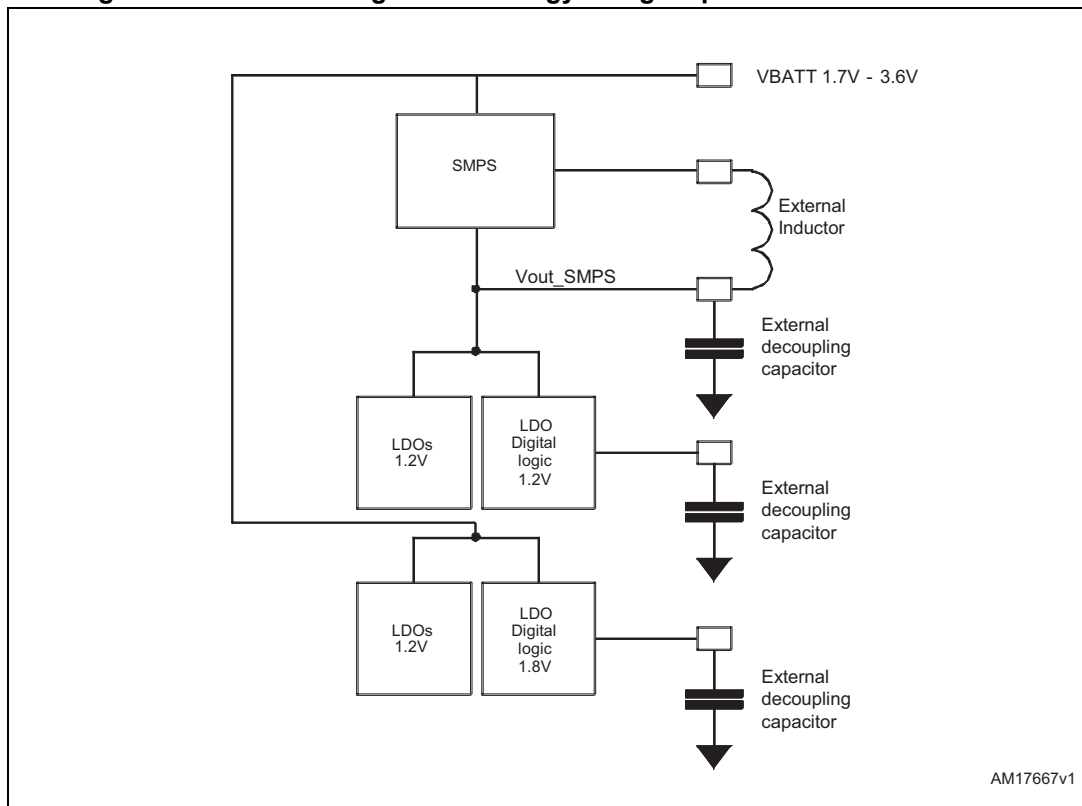 VBATT 1.7V - 3.6V
SMPS
External
Inductor
Vout_SMPS
External
decoupling
capacitor
LDOs
1.2V
LDO
Digital
logic
1.2V
External
decoupling
capacitor
LDOs
1.2V
LDO
Digital
logic
1.8V
External
decoupling
capacitor
AM17667v1